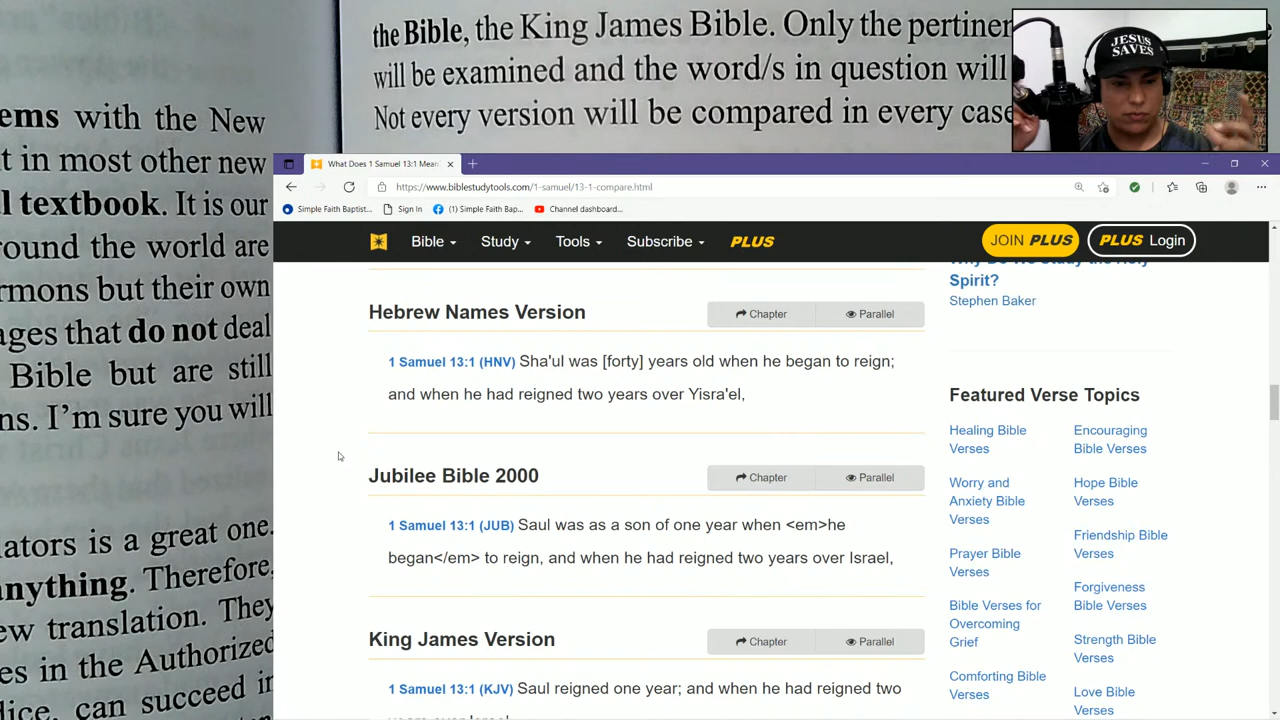 the Bible, the King James Bible. Only the pertinen
will be examined and the word/s in question will
Not every version will be compared in every case
JESUS
SAVES
ems with the New
t in most other new
l textbook. It is our
round the world are
rmons but their own
ages that do not deal
Bible but are still
ns. I'm sure you will
lators is a great one.
anything. Therefore,
ew translation. They
es in the Authorized
dice, can succeed in
What Does 1 Samuel 13:1 Mean
https://www.biblestudytools.com/1-samuel/13-1-compare.html
Simple Faith Baptist... Sign In (1) Simple Faith Bap... Channel dashboard...
Bible Study Tools Subscribe PLUS JOIN PLUS PLUS Login
Hebrew Names Version Chapter Parallel
1 Samuel 13:1 (HNV) Sha'ul was [forty] years old when he began to reign;
and when he had reigned two years over Yisra'el,
Jubilee Bible 2000 Chapter Parallel
1 Samuel 13:1 (JUB) Saul was as a son of one year when <em>he
began</em> to reign, and when he had reigned two years over Israel,
King James Version Chapter Parallel
1 Samuel 13:1 (KJV) Saul reigned one year; and when he had reigned two
Spirit?
Stephen Baker
Featured Verse Topics
Healing Bible
Verses
Worry and
Anxiety Bible
Verses
Prayer Bible
Verses
Bible Verses for
Overcoming
Grief
Comforting Bible
Verses
Encouraging
Bible Verses
Hope Bible
Verses
Friendship Bible
Verses
Forgiveness
Bible Verses
Strength Bible
Verses
Love Bible
Verses